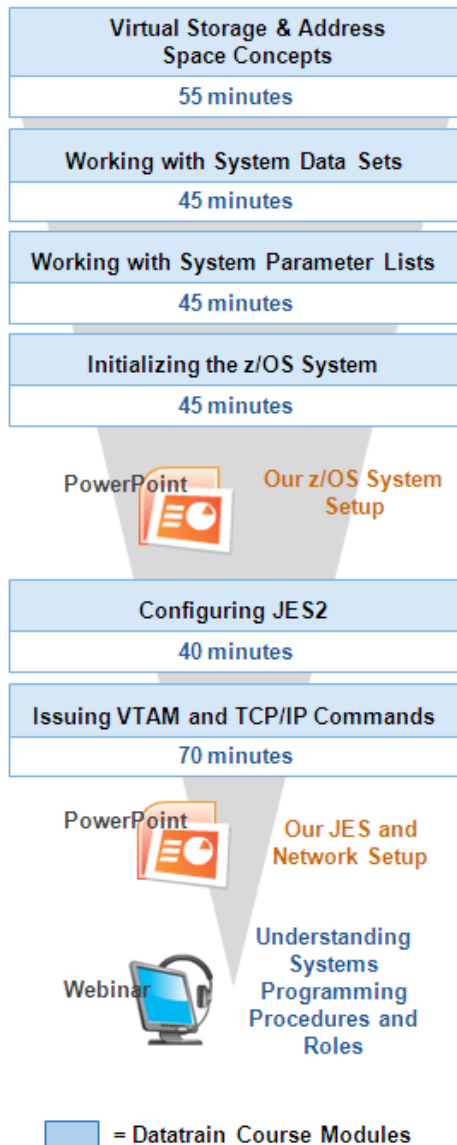 Virtual Storage & Address
Space Concepts
55 minutes
Working with System Data Sets
45 minutes
Working with System Parameter Lists
45 minutes
Initializing the z/OS System
45 minutes
PowerPoint
Our z/OS System
Setup
Configuring JES2
40 minutes
Issuing VTAM and TCP/IP Commands
70 minutes
PowerPoint
Our JES and
Network Setup
Webinar
Understanding
Systems
Programming
Procedures and
Roles
= Datatrain Course Modules